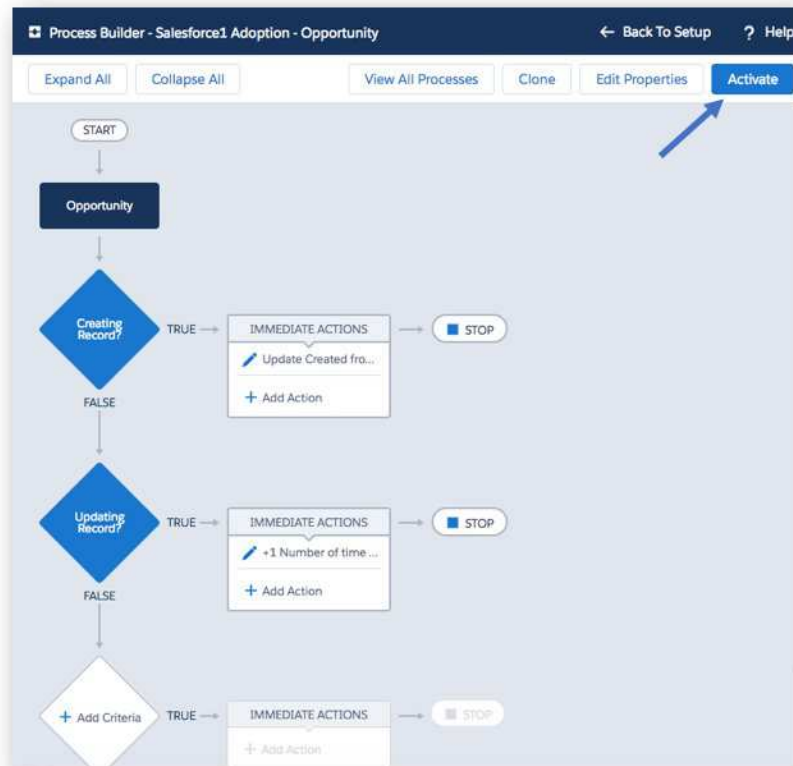 Process Builder - Salesforce1 Adoption - Opportunity
← Back To Setup
? Help
Expand All
Collapse All
View All Processes
Clone
Edit Properties
Activate
START
Opportunity
Creating
Record?
TRUE
IMMEDIATE ACTIONS
Update Created fro...
+ Add Action
STOP
FALSE
Updating
Record?
TRUE
IMMEDIATE ACTIONS
+1 Number of time ...
+ Add Action
STOP
FALSE
+ Add Criteria
TRUE
IMMEDIATE ACTIONS
+ Add Action
STOP